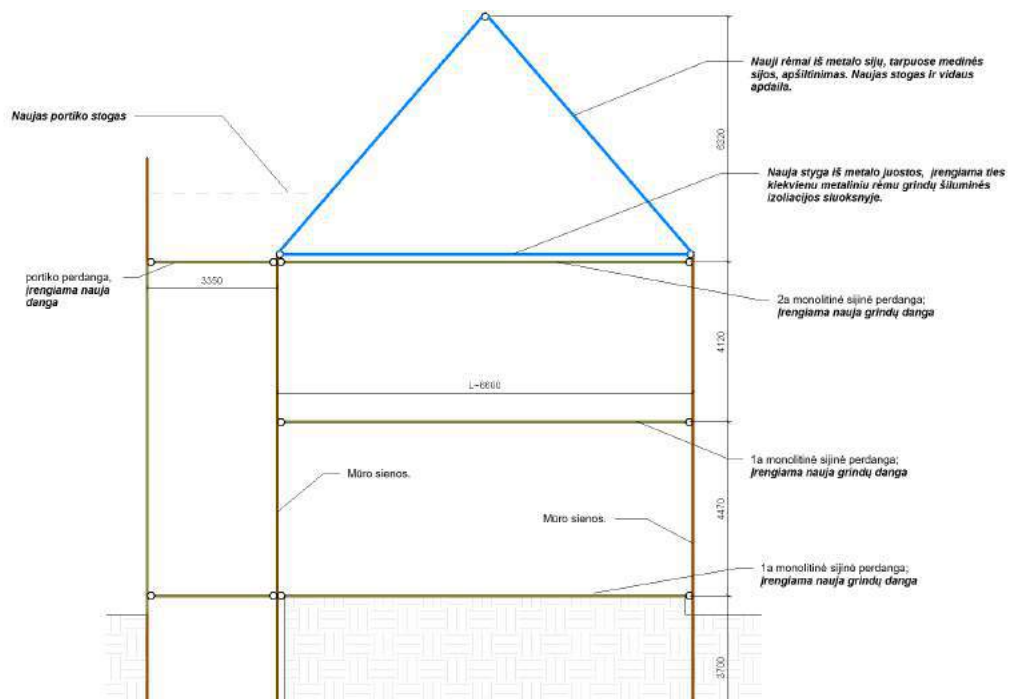 Nauji rėmai iš metalo sijų, tarpuose medinės
sijos, apšiltinimas. Naujas stogas ir vidaus
apdaila.
Naujas portiko stogas
6320
Nauja styga iš metalo juostos, įrengiama ties
kiekvienu metaliniu rėmu grindų šiluminės
izoliacijos sluoksnyje.
portiko perdanga,
įrengiama nauja
danga
3350
2a monolitinė sijinė perdanga;
Įrengiama nauja grindų danga
4120
L-6660
1a monolitinė sijinė perdanga;
Įrengiama nauja grindų danga
Mūro sienos.
4470
Mūro sienos.
1a monolitinė sijinė perdanga;
Įrengiama nauja grindų danga
3700